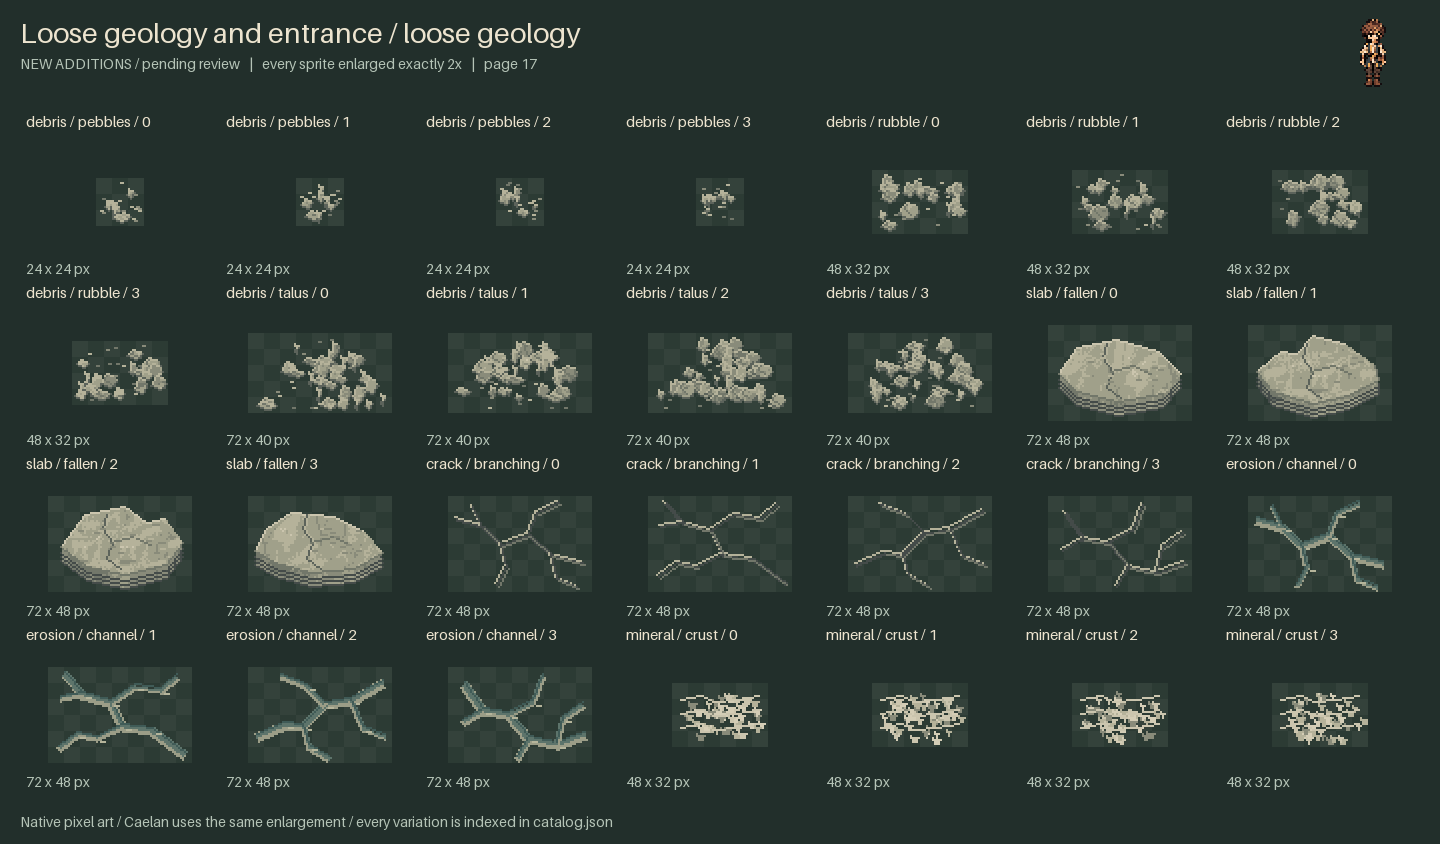 Loose geology and entrance / loose geology
NEW ADDITIONS / pending review | every sprite enlarged exactly 2x | page 17
debris / pebbles / 0 debris / pebbles / 1 debris / pebbles / 2 debris / pebbles / 3 debris / rubble / 0 debris / rubble / 1 debris / rubble / 2
24 x 24 px 24 x 24 px 24 x 24 px 24 x 24 px 48 x 32 px 48 x 32 px 48 x 32 px
debris / rubble / 3 debris / talus / 0 debris / talus / 1 debris / talus / 2 debris / talus / 3 slab / fallen / 0 slab / fallen / 1
48 x 32 px 72 x 40 px 72 x 40 px 72 x 40 px 72 x 40 px 72 x 48 px 72 x 48 px
slab / fallen / 2 slab / fallen / 3 crack / branching / 0 crack / branching / 1 crack / branching / 2 crack / branching / 3 erosion / channel / 0
72 x 48 px 72 x 48 px 72 x 48 px 72 x 48 px 72 x 48 px 72 x 48 px 72 x 48 px
erosion / channel / 1 erosion / channel / 2 erosion / channel / 3 mineral / crust / 0 mineral / crust / 1 mineral / crust / 2 mineral / crust / 3
72 x 48 px 72 x 48 px 72 x 48 px 48 x 32 px 48 x 32 px 48 x 32 px 48 x 32 px
Native pixel art / Caelan uses the same enlargement / every variation is indexed in catalog.json